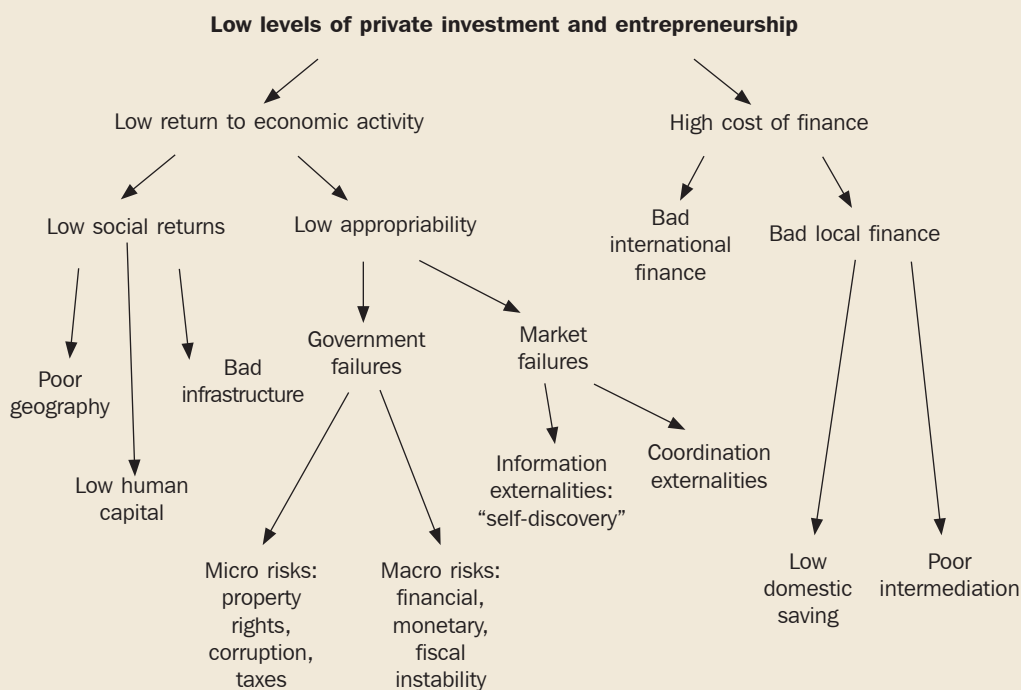 Low levels of private investment and entrepreneurship
Low return to economic activity
High cost of finance
Low social returns
Low appropriability
Bad
international
finance
Bad local finance
Government
failures
Market
failures
Poor
geography
Bad
infrastructure
Low human
capital
Information
externalities:
“self-discovery”
Coordination
externalities
Micro risks:
property
rights,
corruption,
taxes
Macro risks:
financial,
monetary,
fiscal
instability
Low
domestic
saving
Poor
intermediation